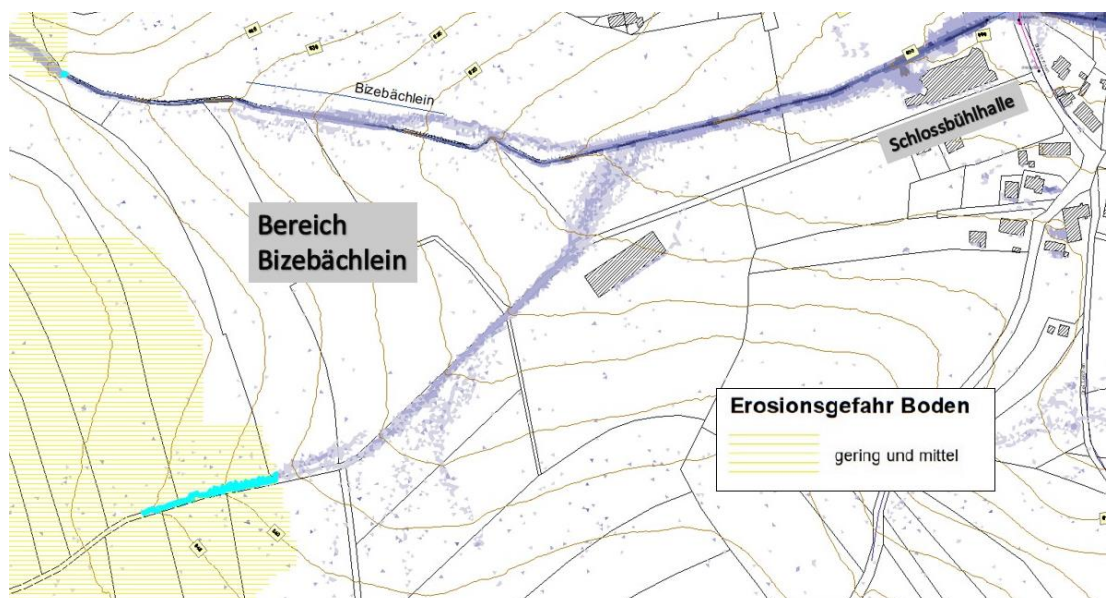 Bizebächlein
Schlossbühlhalle
Bereich
Bizebächlein
Erosionsgefahr Boden
gering und mittel